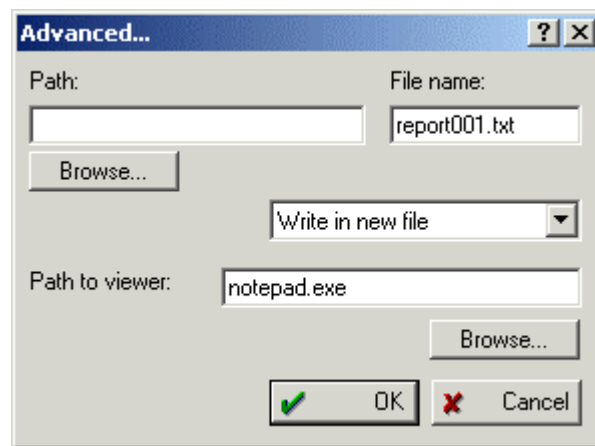 Advanced...
Path: File name:
report001.txt
Browse...
Write in new file
Path to viewer: notepad.exe
Browse...
OK Cancel